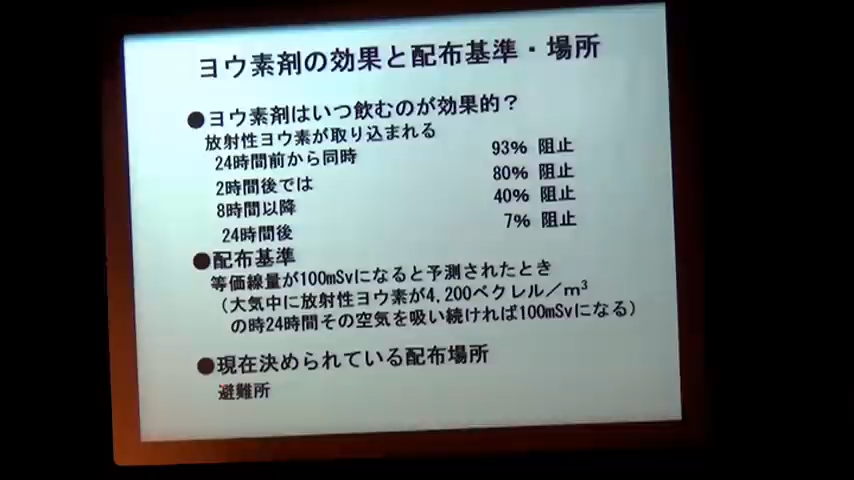 ヨウ素剤の効果と配布基準・場所
●ヨウ素剤はいつ飲むのが効果的？
放射性ヨウ素が取り込まれる
24時間前から同時 93% 阻止
2時間後では 80% 阻止
8時間以降 40% 阻止
24時間後 7% 阻止
●配布基準
等価線量が100mSvになると予測されたとき
（大気中に放射性ヨウ素が4,200ベクレル／m³
の時24時間その空気を吸い続ければ100mSvになる）
●現在決められている配布場所
避難所